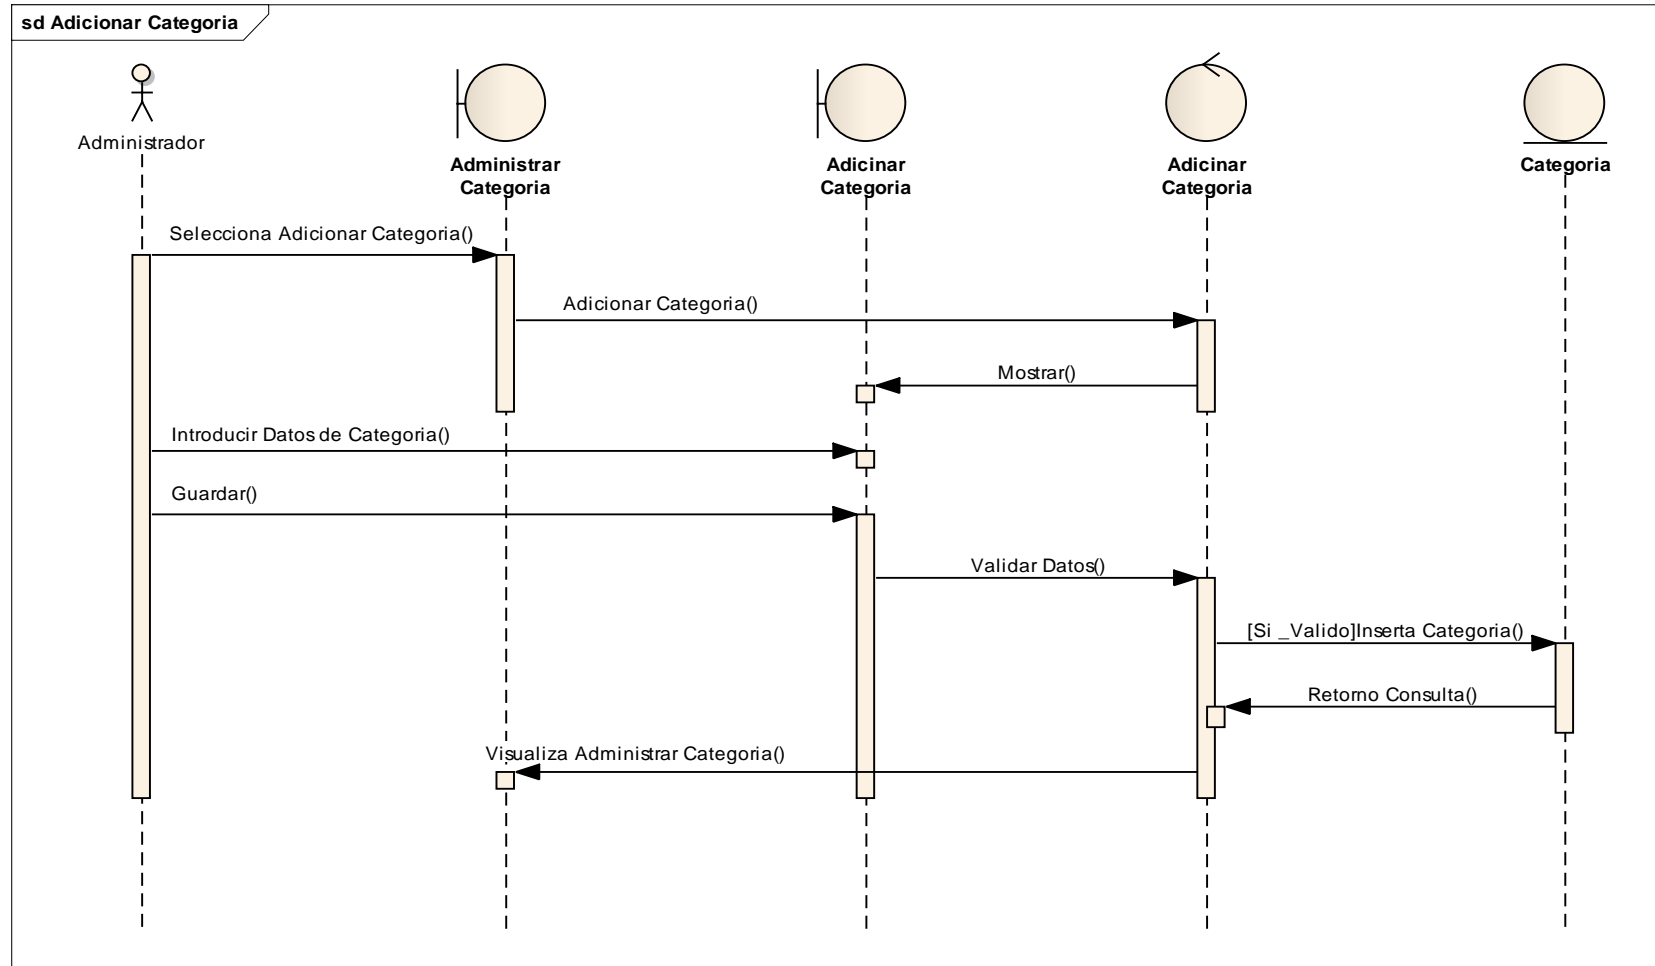 sd Adicionar Categoria
Administrador
Administrar
Categoria
Adicinar
Categoria
Adicinar
Categoria
Categoria
Selecciona Adicionar Categoria()
Adicionar Categoria()
Mostrar()
Introducir Datos de Categoria()
Guardar()
Validar Datos()
[Si _Valido]Inserta Categoria()
Retorno Consulta()
Visualiza Administrar Categoria()